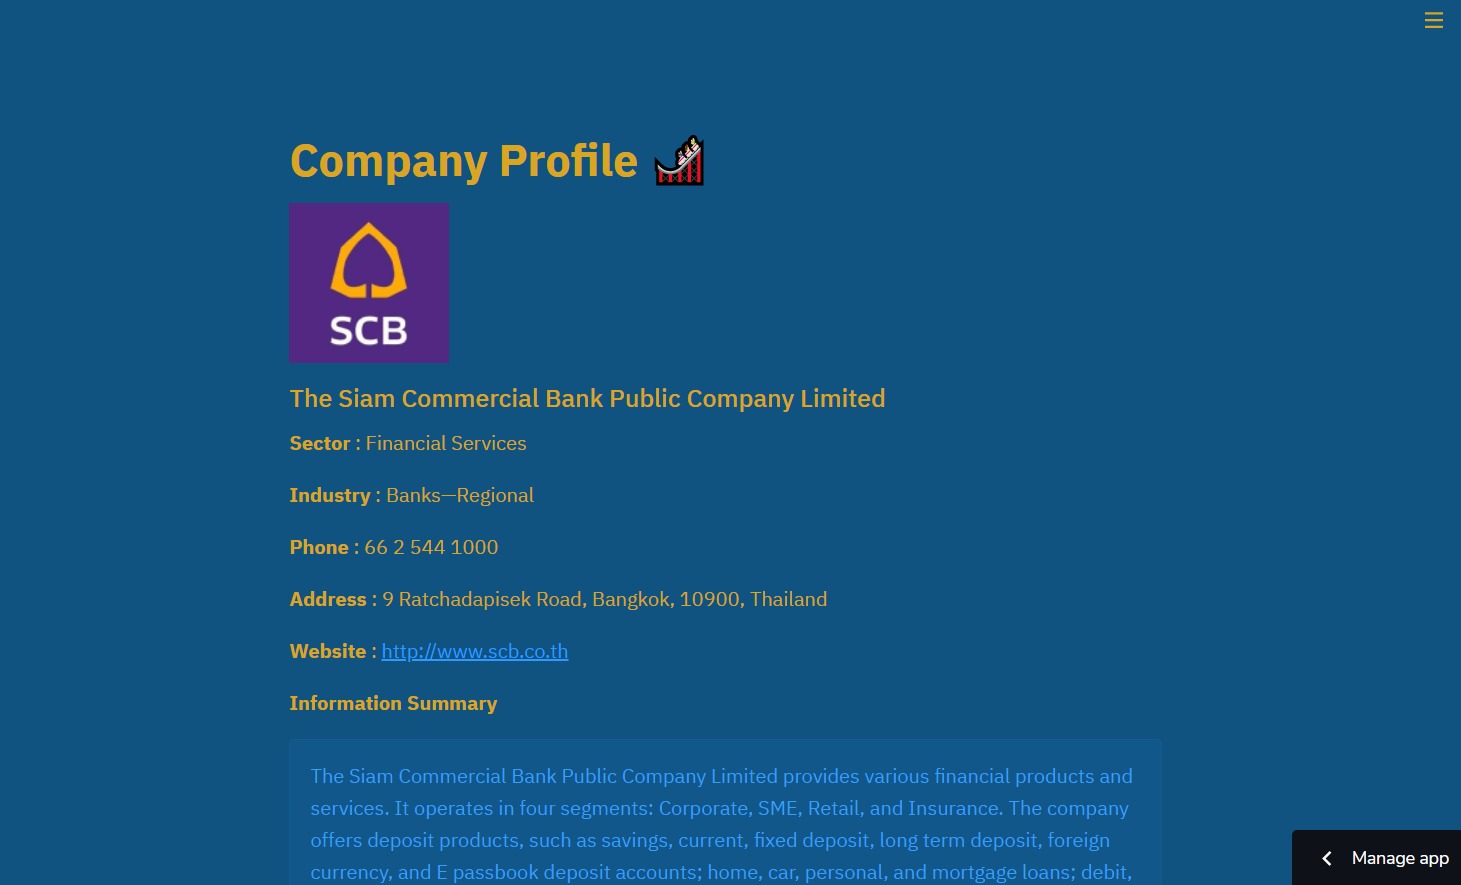 Company Profile
SCB
The Siam Commercial Bank Public Company Limited
Sector : Financial Services
Industry : Banks—Regional
Phone : 66 2 544 1000
Address : 9 Ratchadapisek Road, Bangkok, 10900, Thailand
Website : http://www.scb.co.th
Information Summary
The Siam Commercial Bank Public Company Limited provides various financial products and
services. It operates in four segments: Corporate, SME, Retail, and Insurance. The company
offers deposit products, such as savings, current, fixed deposit, long term deposit, foreign
currency, and E passbook deposit accounts; home, car, personal, and mortgage loans; debit,
Manage app